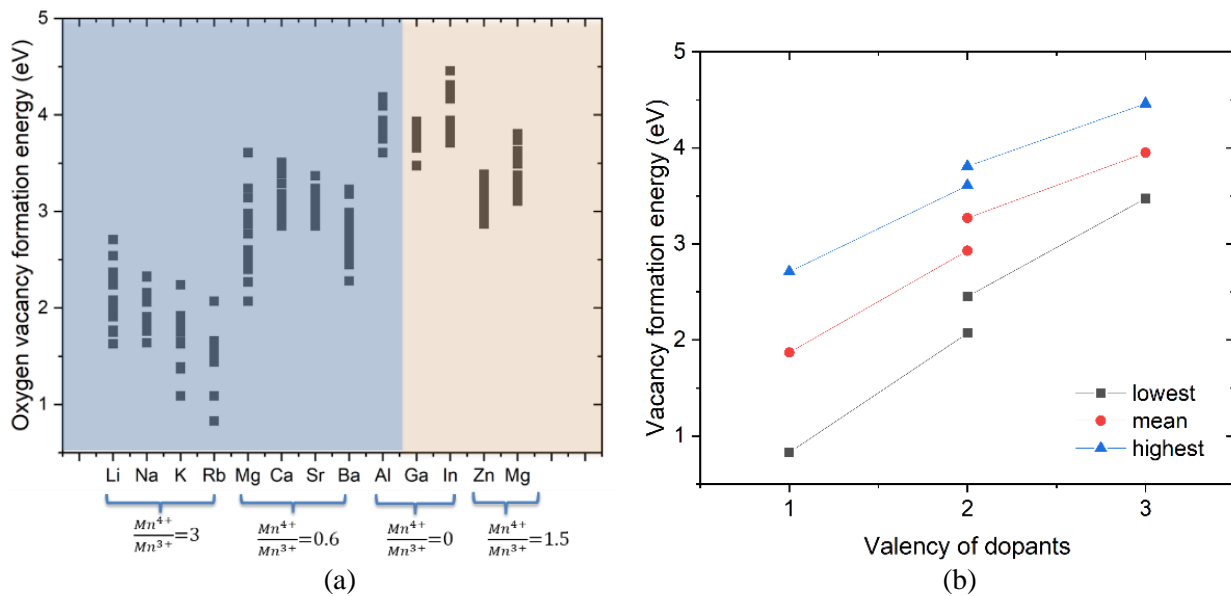 Oxygen vacancy formation energy (eV)
5
4
3
2
1
Li Na K Rb Mg Ca Sr Ba Al Ga In Zn Mg
Mn⁴⁺/Mn³⁺=3
Mn⁴⁺/Mn³⁺=0.6
Mn⁴⁺/Mn³⁺=0
Mn⁴⁺/Mn³⁺=1.5
(a)
Vacancy formation energy (eV)
5
4
3
2
1
lowest
mean
highest
1 2 3
Valency of dopants
(b)